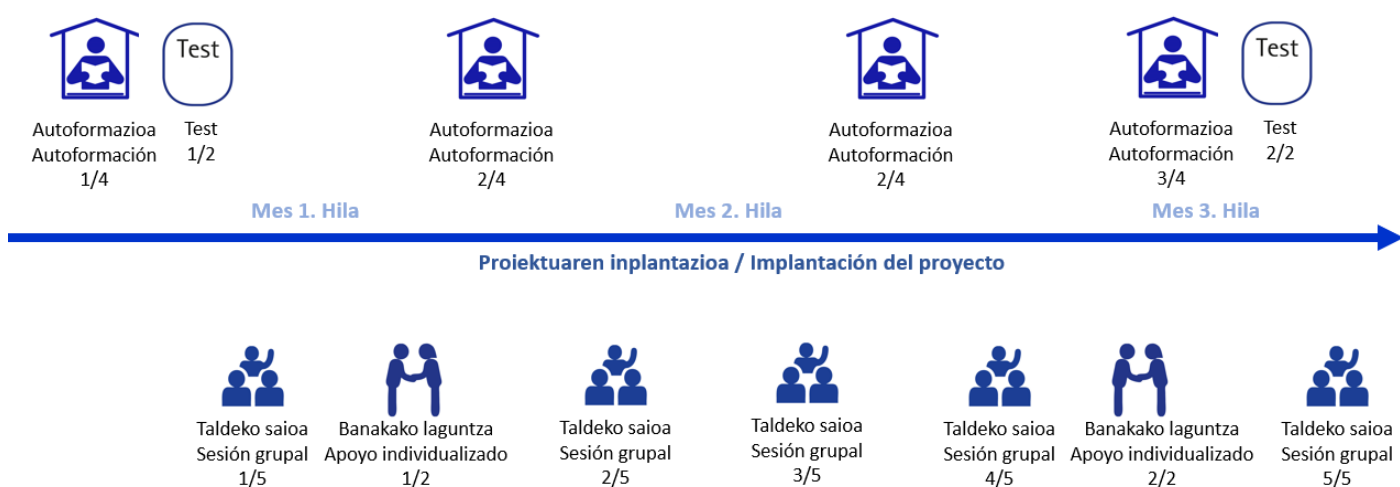 Test
Test
Autoformazioa
Autoformación
1/4
Test
1/2
Autoformazioa
Autoformación
2/4
Autoformazioa
Autoformación
2/4
Autoformazioa
Autoformación
3/4
Test
2/2
Mes 1. Hila
Mes 2. Hila
Mes 3. Hila
Proiektuaren inplantazioa / Implantación del proyecto
Taldeko saioa
Sesión grupal
1/5
Banakako laguntza
Apoyo individualizado
1/2
Taldeko saioa
Sesión grupal
2/5
Taldeko saioa
Sesión grupal
3/5
Taldeko saioa
Sesión grupal
4/5
Banakako laguntza
Apoyo individualizado
2/2
Taldeko saioa
Sesión grupal
5/5